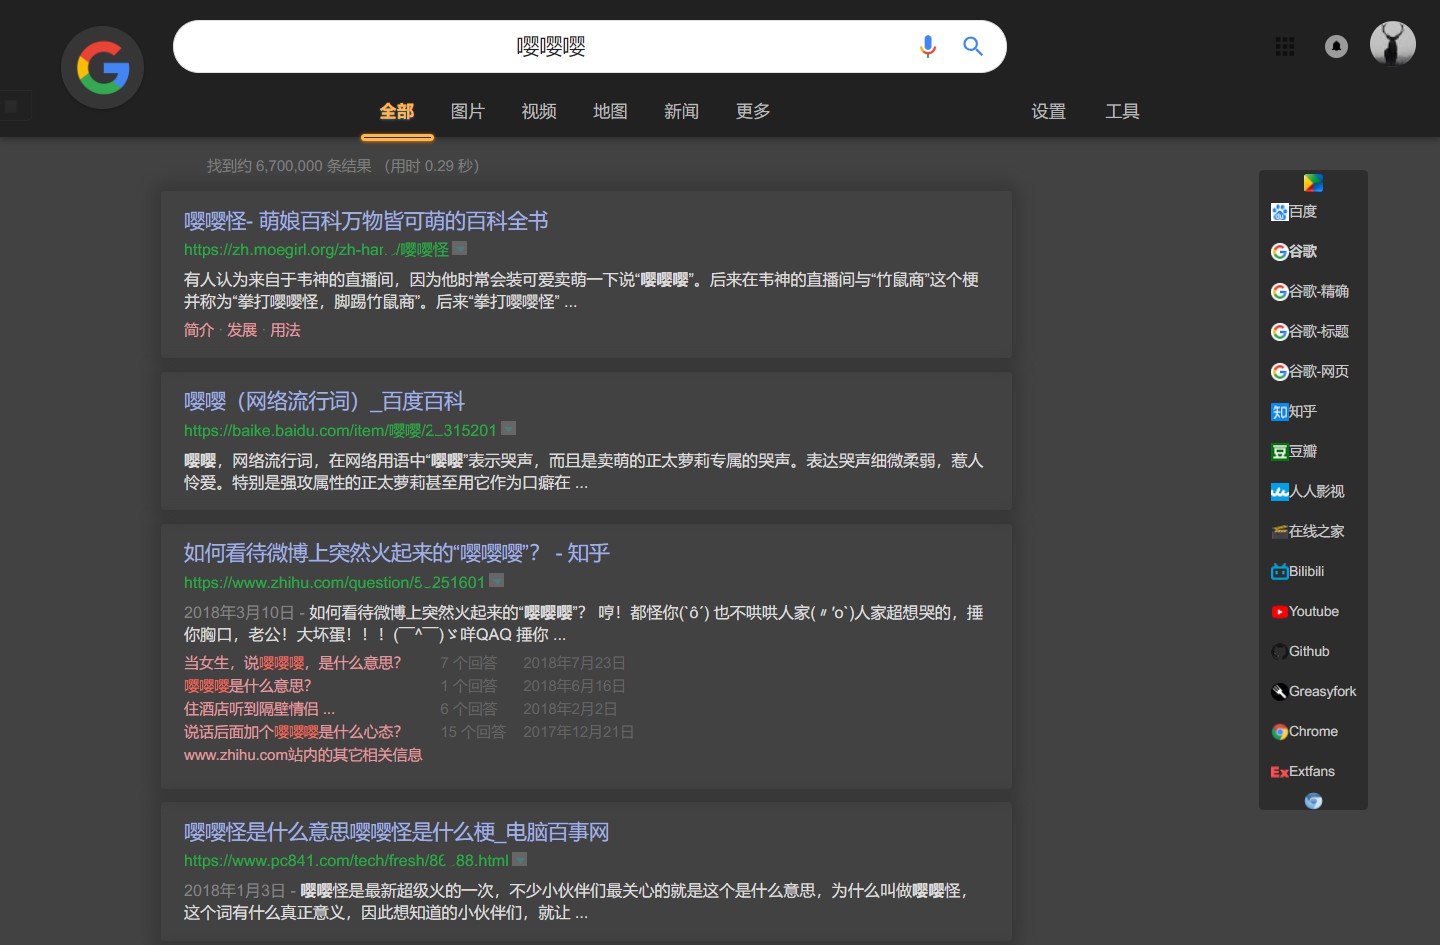 嘤嘤嘤
全部 图片 视频 地图 新闻 更多 设置 工具
找到约 6,700,000 条结果 （用时 0.29 秒）
嘤嘤怪- 萌娘百科万物皆可萌的百科全书
https://zh.moegirl.org/zh-har. ./嘤嘤怪
有人认为来自于韦神的直播间，因为他时常会装可爱卖萌一下说“嘤嘤嘤”。后来在韦神的直播间与“竹鼠商”这个梗
并称为“拳打嘤嘤怪，脚踢竹鼠商”。后来“拳打嘤嘤怪” ...
简介 · 发展 · 用法
嘤嘤（网络流行词）_百度百科
https://baike.baidu.com/item/嘤嘤/2_315201
嘤嘤，网络流行词，在网络用语中“嘤嘤”表示哭声，而且是卖萌的正太萝莉专属的哭声。表达哭声细微柔弱，惹人
怜爱。特别是强攻属性的正太萝莉甚至用它作为口癖在 ...
如何看待微博上突然火起来的“嘤嘤嘤”？ - 知乎
https://www.zhihu.com/question/5_251601
2018年3月10日 - 如何看待微博上突然火起来的“嘤嘤嘤”？ 哼！都怪你(`ô´) 也不哄哄人家(〃'o`)人家超想哭的，捶
你胸口，老公！大坏蛋！！！(￣^￣)ゞ咩QAQ 捶你 ...
当女生，说嘤嘤嘤，是什么意思? 7 个回答 2018年7月23日
嘤嘤嘤是什么意思? 1 个回答 2018年6月16日
住酒店听到隔壁情侣 ... 6 个回答 2018年2月2日
说话后面加个嘤嘤嘤是什么心态? 15 个回答 2017年12月21日
www.zhihu.com站内的其它相关信息
嘤嘤怪是什么意思嘤嘤怪是什么梗_电脑百事网
https://www.pc841.com/tech/fresh/86 .88.html
2018年1月3日 - 嘤嘤怪是最新超级火的一次，不少小伙伴们最关心的就是这个是什么意思，为什么叫做嘤嘤怪，
这个词有什么真正意义，因此想知道的小伙伴们，就让 ...
百度
谷歌
谷歌-精确
谷歌-标题
谷歌-网页
知 知乎
豆 豆瓣
人人影视
在线之家
Bilibili
Youtube
Github
Greasyfork
Chrome
Ex Extfans